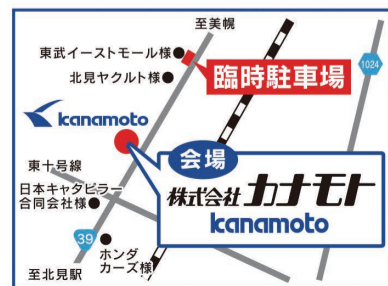 至美幌
東武イーストモール様
北見ヤクルト様
臨時駐車場
1024
kanamoto
会場
株式会社カナモト
kanamoto
東十号線
日本キャタピラー
合同会社様
39
ホンダ
カーズ様
至北見駅